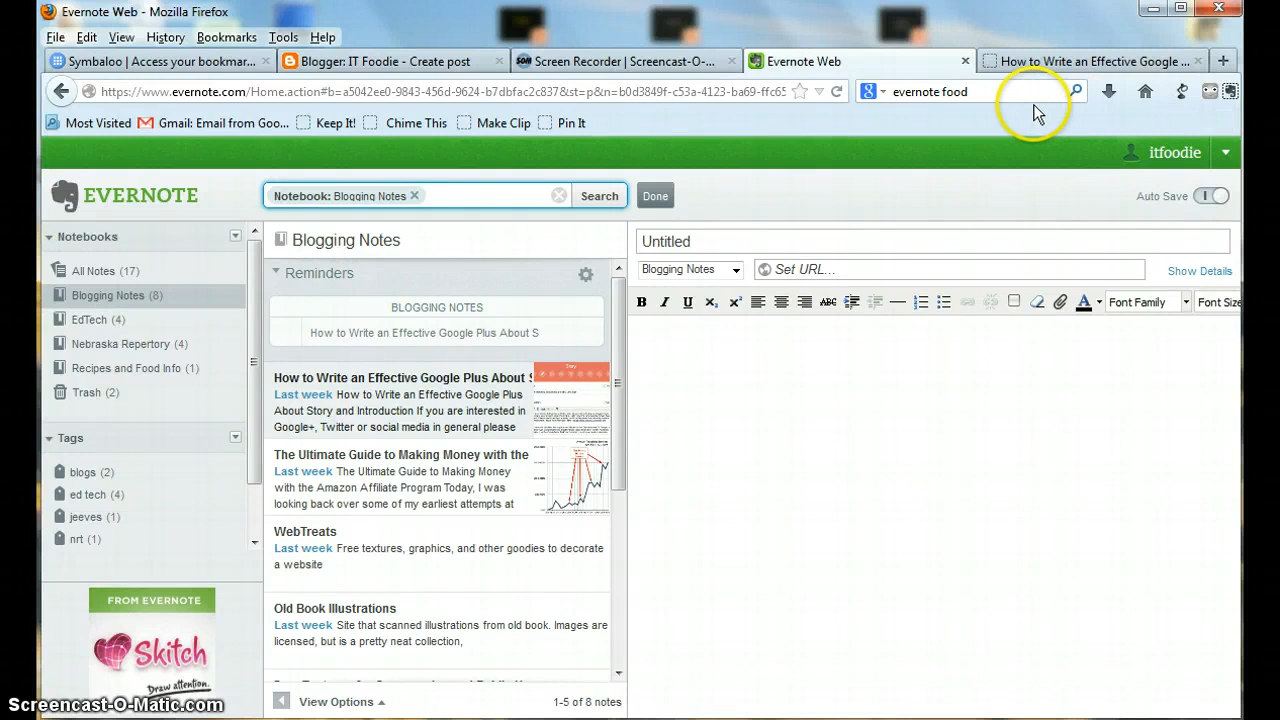 Evernote Web - Mozilla Firefox
File Edit View History Bookmarks Tools Help
Symbaloo | Access your bookmar...
Blogger: IT Foodie - Create post
SOM Screen Recorder | Screencast-O-...
Evernote Web
How to Write an Effective Google ...
https://www.evernote.com/Home.action#b=a5042ee0-9843-456d-9624-b7dbfac27d37&st=p&n=b0d3849f-c53a-4123-ba69-ffc65
evernote food
Most Visited Gmail: Email from Goo... Keep It! Chime This Make Clip Pin It
itfoodie
EVERNOTE
Notebook: Blogging Notes
Search
Done
Auto Save
Notebooks
All Notes (17)
Blogging Notes (8)
EdTech (4)
Nebraska Repertory (4)
Recipes and Food Info (1)
Trash (2)
Tags
blogs (2)
ed tech (4)
jeeves (1)
nrt (1)
FROM EVERNOTE
Skitch
Draw attention.
Blogging Notes
Reminders
BLOGGING NOTES
How to Write an Effective Google Plus About S
How to Write an Effective Google Plus About S
Last week How to Write an Effective Google Plus
About Story and Introduction If you are interested in
Google+, Twitter or social media in general please
The Ultimate Guide to Making Money with the
Last week The Ultimate Guide to Making Money
with the Amazon Affiliate Program Today, I was
looking back over some of my earliest attempts at
WebTreats
Last week Free textures, graphics, and other goodies to decorate
a website
Old Book Illustrations
Last week Site that scanned illustrations from old book. Images are
licensed, but is a pretty neat collection,
View Options
1-5 of 8 notes
Untitled
Blogging Notes
Set URL...
Show Details
B I U X₂ X² ABC A Font Family Font Size
Screencast-O-Matic.com